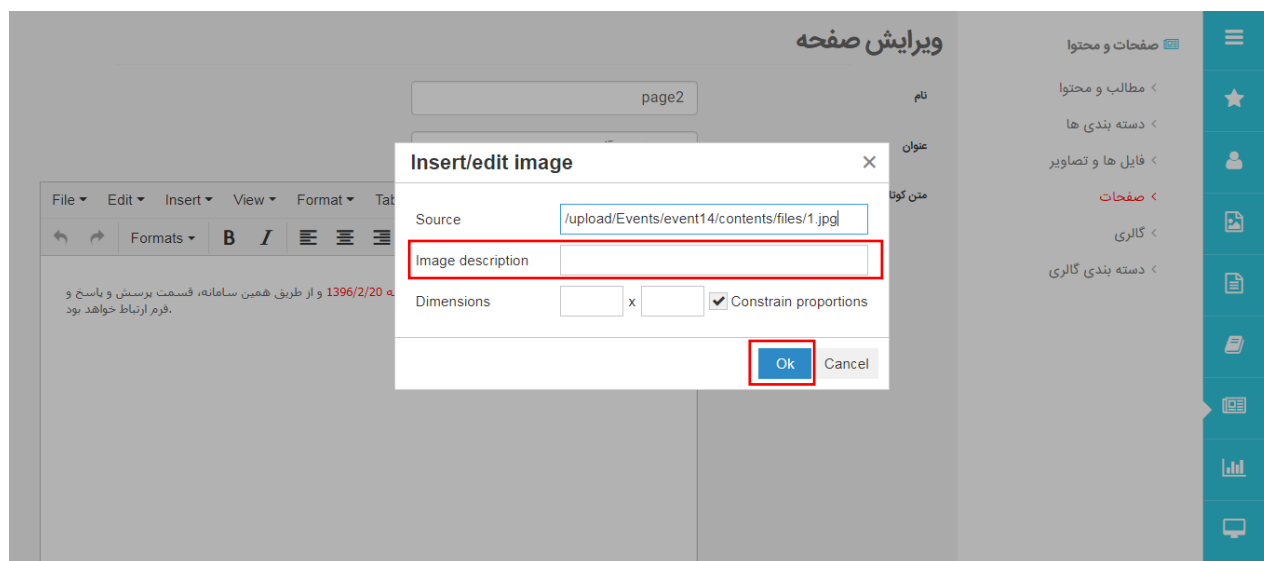 ویرایش صفحه
صفحات و محتوا
مطالب و محتوا
دسته بندی ها
فایل ها و تصاویر
صفحات
گالری
دسته بندی گالری
نام
page2
عنوان
متن کوتا
File Edit Insert View Format Tab
Formats B I
1396/2/20 و از طریق همین سامانه، قسمت پرسش و پاسخ و
فرم ارتباط خواهد بود.
Insert/edit image ×
Source /upload/Events/event14/contents/files/1.jpg
Image description
Dimensions x Constrain proportions
Ok Cancel